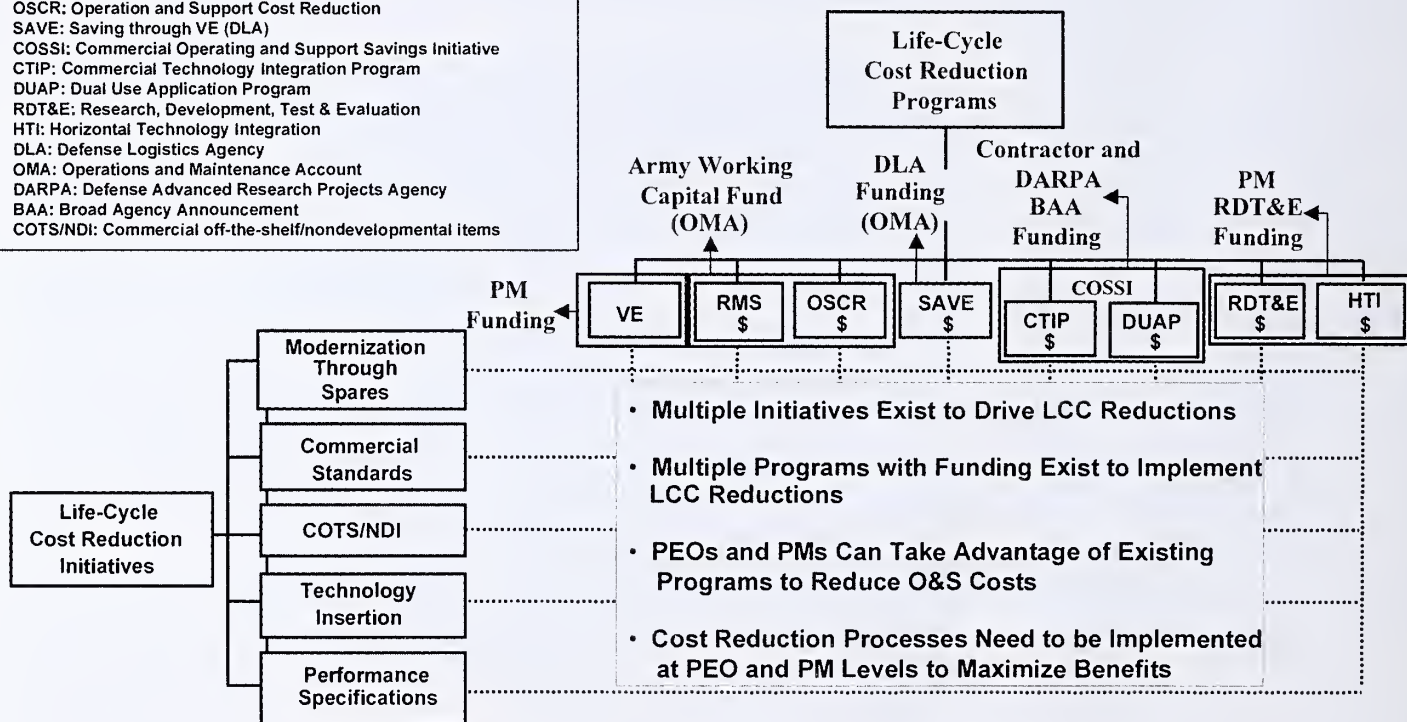 OSCR: Operation and Support Cost Reduction
SAVE: Saving through VE (DLA)
COSSI: Commercial Operating and Support Savings Initiative
CTIP: Commercial Technology Integration Program
DUAP: Dual Use Application Program
RDT&E: Research, Development, Test & Evaluation
HTI: Horizontal Technology Integration
DLA: Defense Logistics Agency
OMA: Operations and Maintenance Account
DARPA: Defense Advanced Research Projects Agency
BAA: Broad Agency Announcement
COTS/NDI: Commercial off-the-shelf/nondevelopmental items
Life-Cycle
Cost Reduction
Programs
Army Working
Capital Fund
(OMA)
DLA
Funding
(OMA)
Contractor and
DARPA
BAA
Funding
PM
RDT&E
Funding
PM
Funding
VE
RMS
$
OSCR
$
SAVE
$
COSSI
CTIP
$
DUAP
$
RDT&E
$
HTI
$
Life-Cycle
Cost Reduction
Initiatives
Modernization
Through
Spares
Commercial
Standards
COTS/NDI
Technology
Insertion
Performance
Specifications
• Multiple Initiatives Exist to Drive LCC Reductions
• Multiple Programs with Funding Exist to Implement
LCC Reductions
• PEOs and PMs Can Take Advantage of Existing
Programs to Reduce O&S Costs
• Cost Reduction Processes Need to be Implemented
at PEO and PM Levels to Maximize Benefits